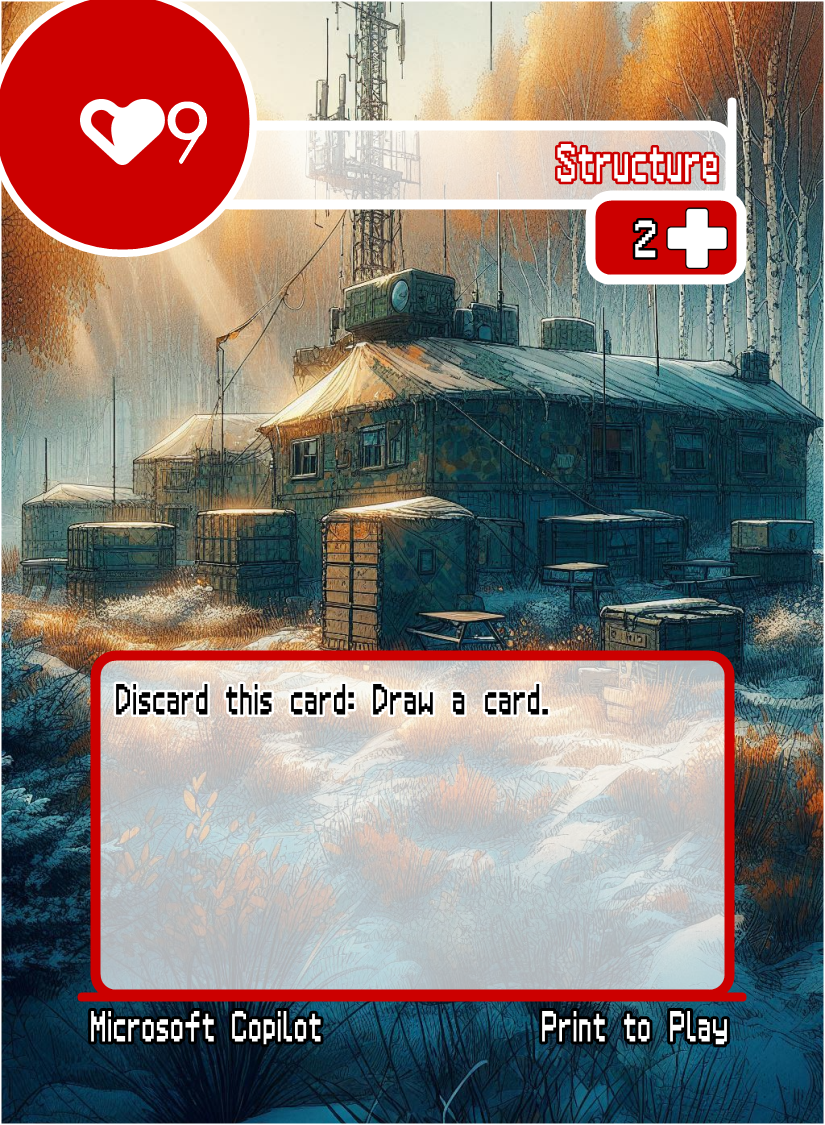 9
Structure
2
Discard this card: Draw a card.
Microsoft Copilot
Print to Play